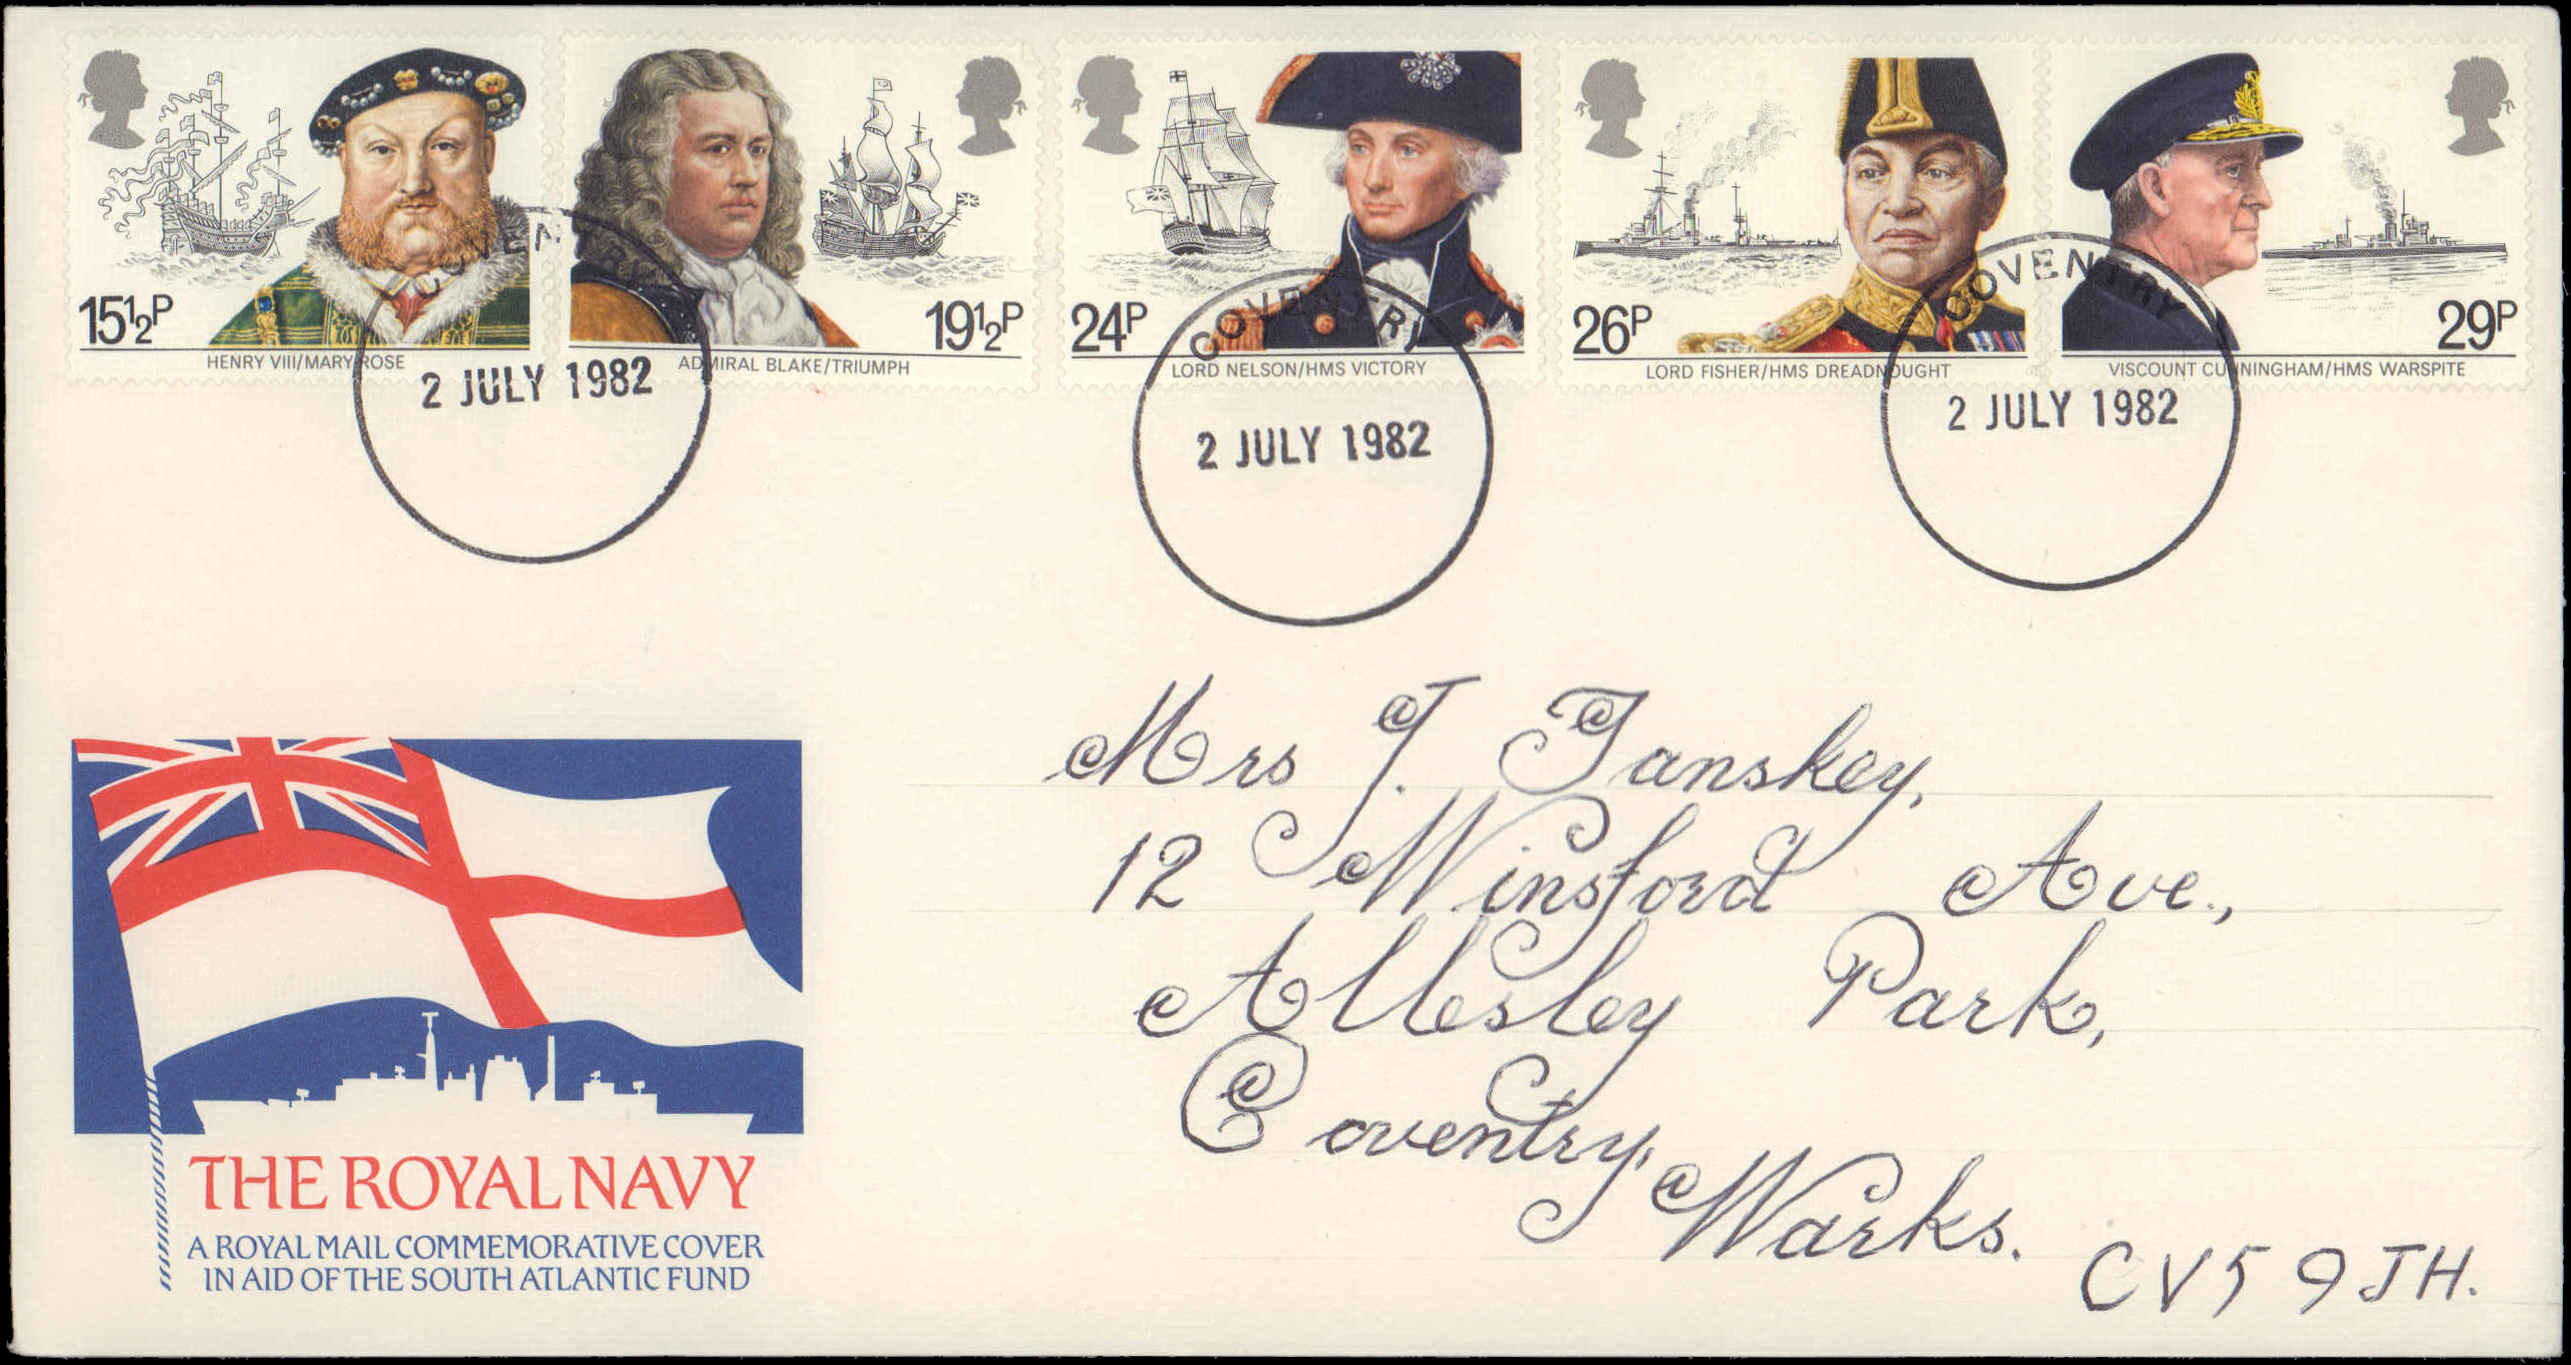 15½P
HENRY VIII/MARY ROSE
19½P
ADMIRAL BLAKE/TRIUMPH
24P
LORD NELSON/HMS VICTORY
26P
LORD FISHER/HMS DREADNOUGHT
29P
VISCOUNT CUNNINGHAM/HMS WARSPITE
COVENTRY
2 JULY 1982
COVENTRY
2 JULY 1982
COVENTRY
2 JULY 1982
Mrs J. Tanskey,
12 Winsford Ave.,
Allesley Park,
Coventry,
Warks.
CV5 9JH.
THE ROYAL NAVY
A ROYAL MAIL COMMEMORATIVE COVER
IN AID OF THE SOUTH ATLANTIC FUND